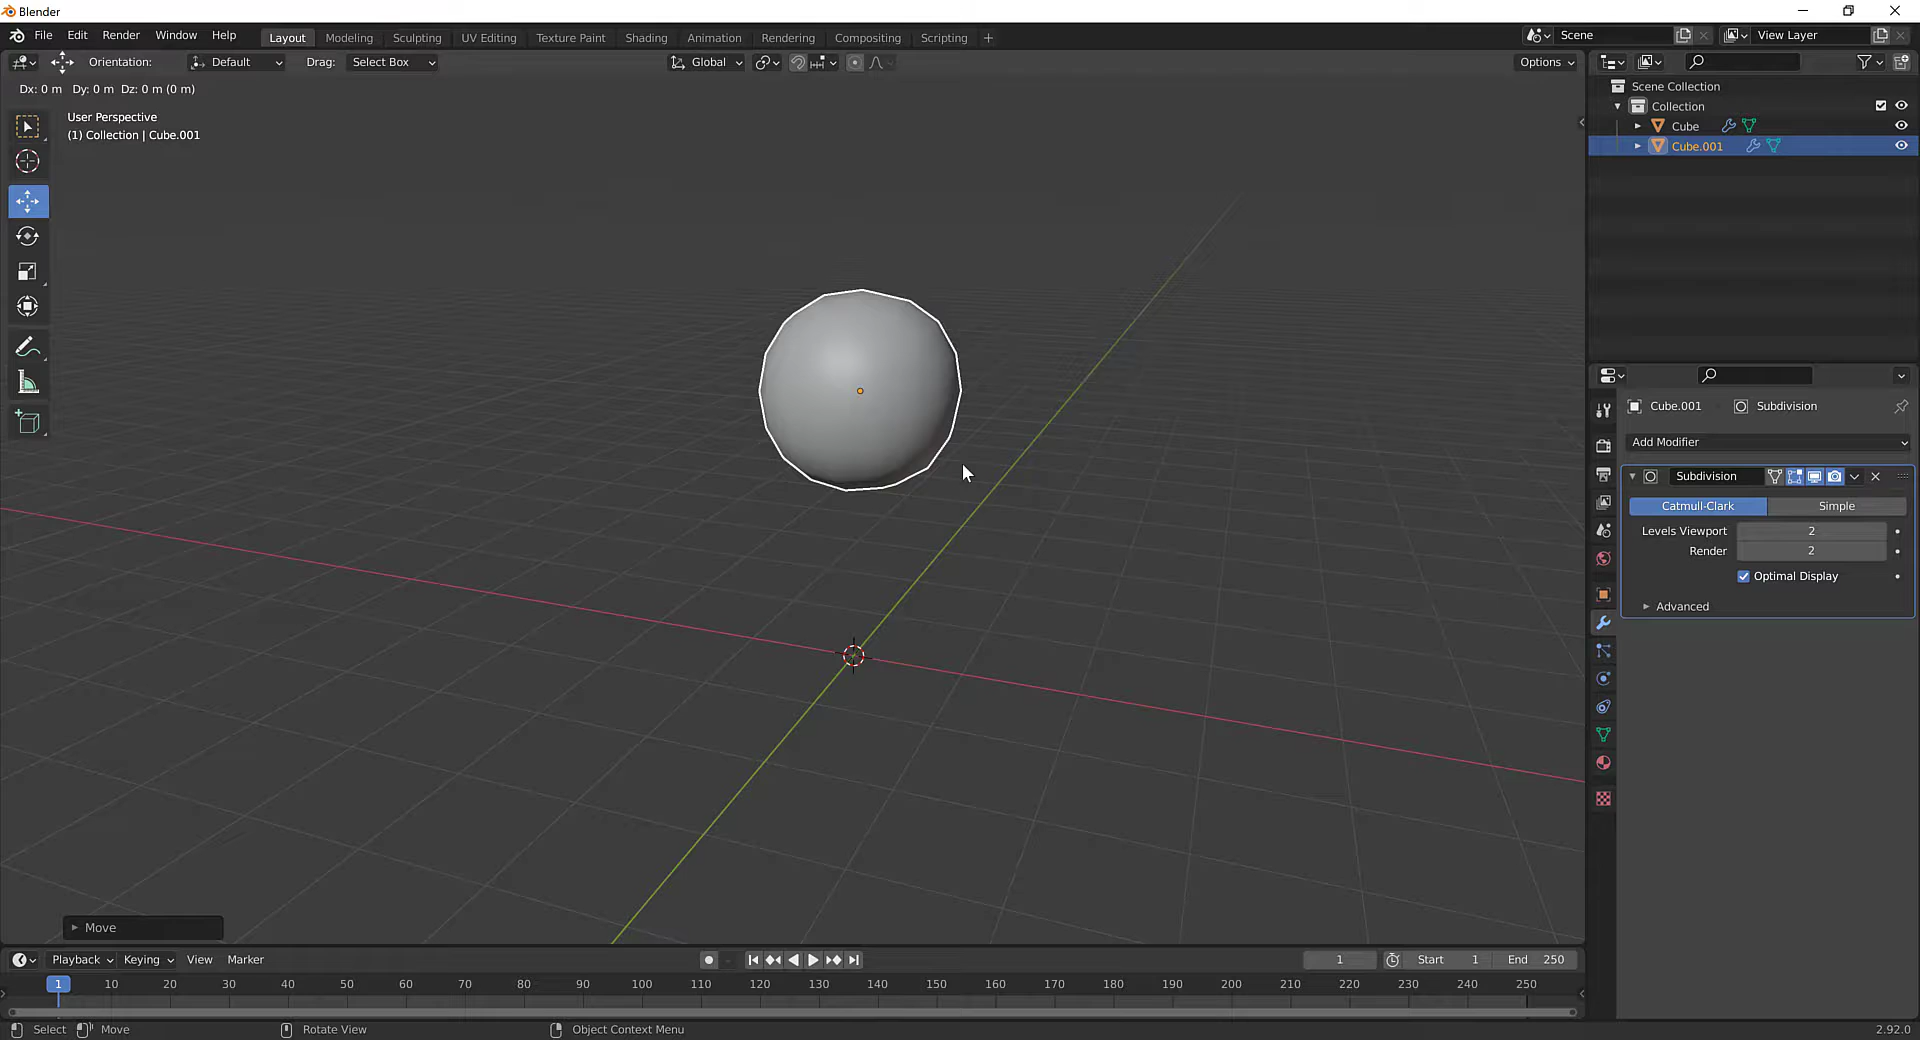 Blender
File Edit Render Window Help
Layout Modeling Sculpting UV Editing Texture Paint Shading Animation Rendering Compositing Scripting +
Scene
View Layer
Orientation: Default Drag: Select Box
Global
Options
Dx: 0 m Dy: 0 m Dz: 0 m (0 m)
User Perspective
(1) Collection | Cube.001
Scene Collection
Collection
Cube
Cube.001
Cube.001 Subdivision
Add Modifier
Subdivision
Catmull-Clark Simple
Levels Viewport 2
Render 2
Optimal Display
Advanced
Move
Playback Keying View Marker
1 Start 1 End 250
1 10 20 30 40 50 60 70 80 90 100 110 120 130 140 150 160 170 180 190 200 210 220 230 240 250
Select Move Rotate View Object Context Menu 2.92.0